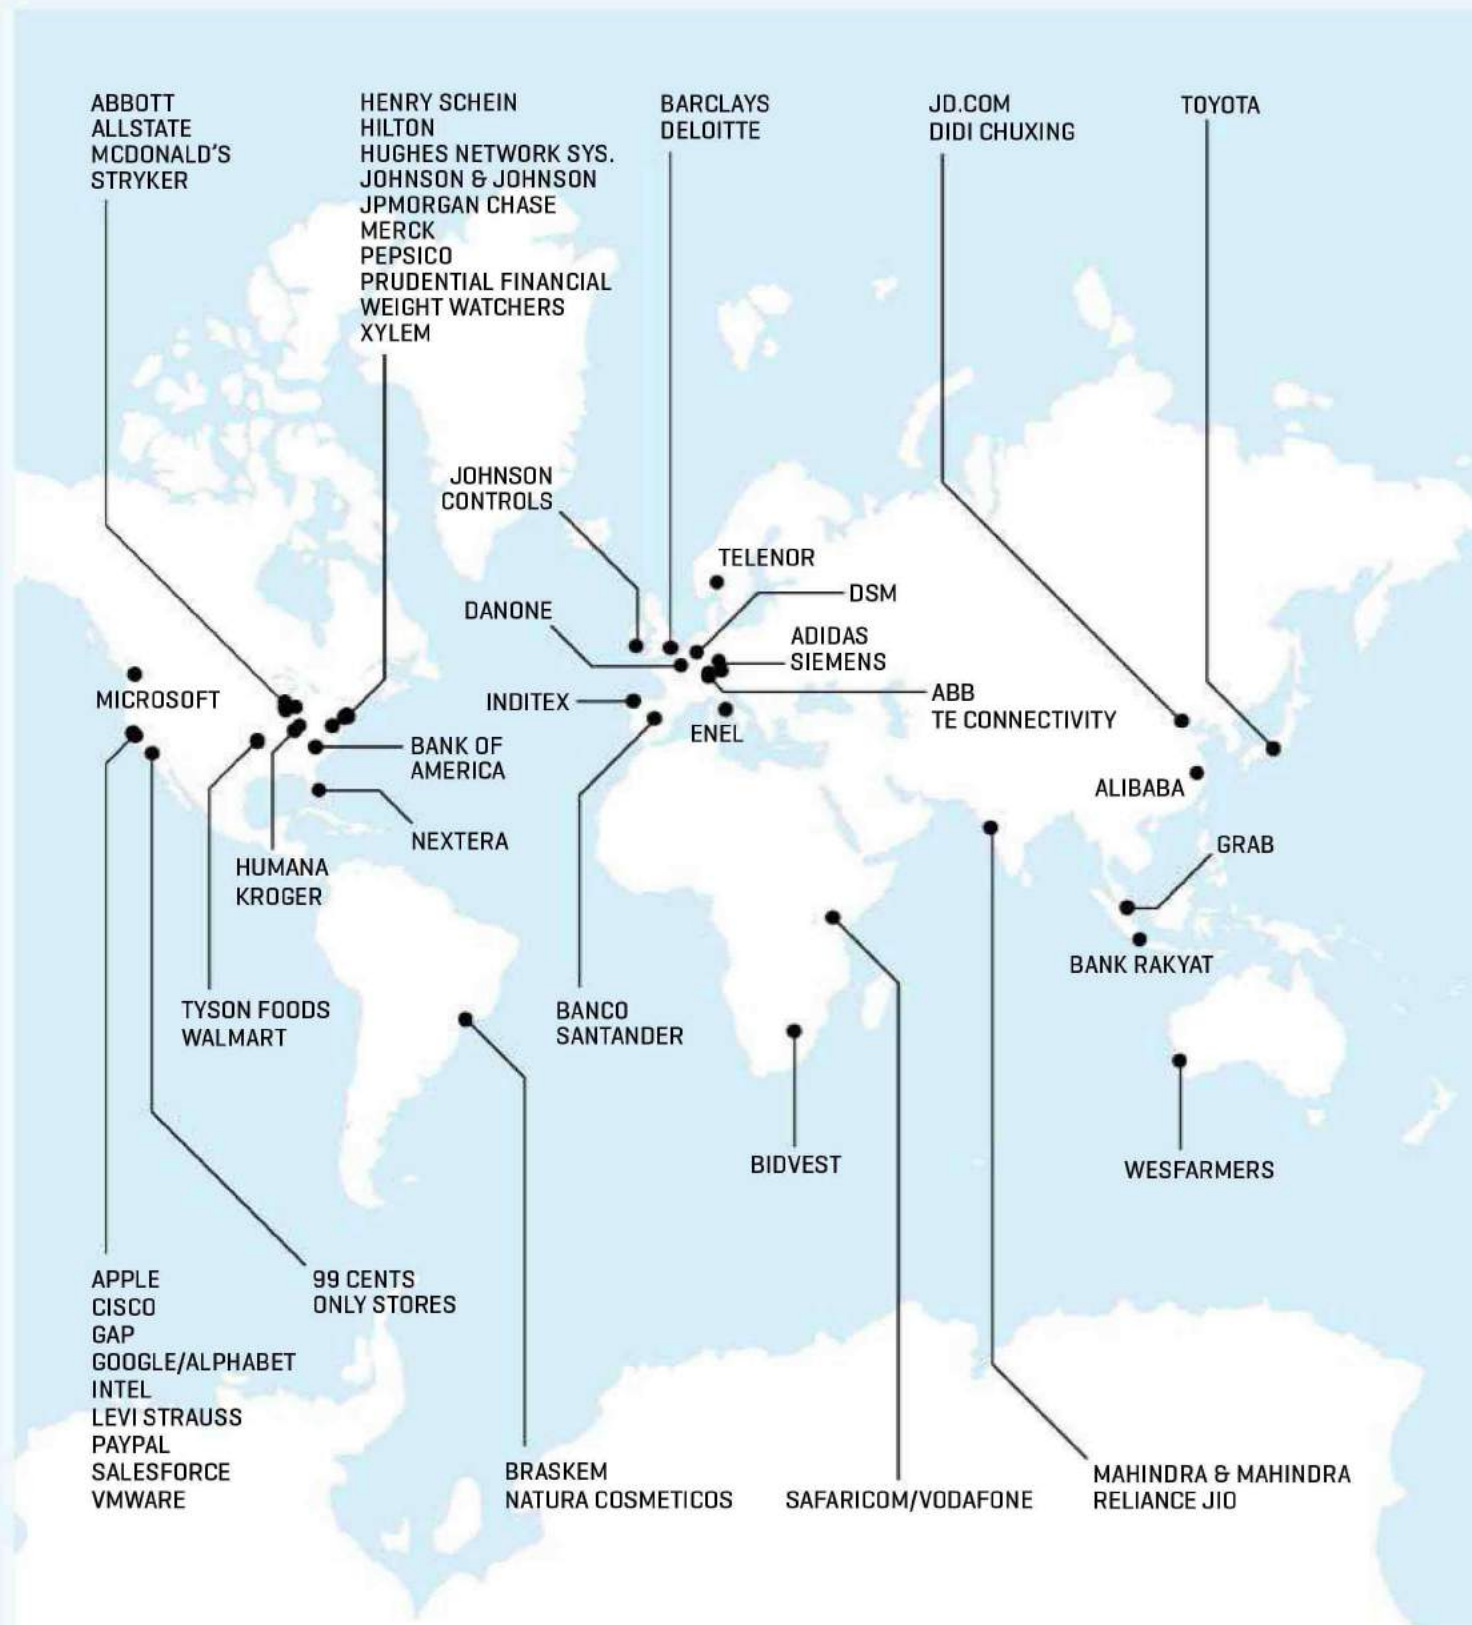 ABBOTT
ALLSTATE
MCDONALD'S
STRYKER
HENRY SCHEIN
HILTON
HUGHES NETWORK SYS.
JOHNSON & JOHNSON
JPMORGAN CHASE
MERCK
PEPSICO
PRUDENTIAL FINANCIAL
WEIGHT WATCHERS
XYLEM
BARCLAYS
DELOITTE
JD.COM
DIDI CHUXING
TOYOTA
JOHNSON
CONTROLS
TELENOR
DSM
DANONE
ADIDAS
SIEMENS
MICROSOFT
INDITEX
ABB
TE CONNECTIVITY
ENEL
BANK OF
AMERICA
ALIBABA
NEXTERA
GRAB
HUMANA
KROGER
BANK RAKYAT
TYSON FOODS
WALMART
BANCO
SANTANDER
BIDVEST
WESFARMERS
APPLE
CISCO
GAP
GOOGLE/ALPHABET
INTEL
LEVI STRAUSS
PAYPAL
SALESFORCE
VMWARE
99 CENTS
ONLY STORES
BRASKEM
NATURA COSMETICOS
SAFARICOM/VODAFONE
MAHINDRA & MAHINDRA
RELIANCE JIO